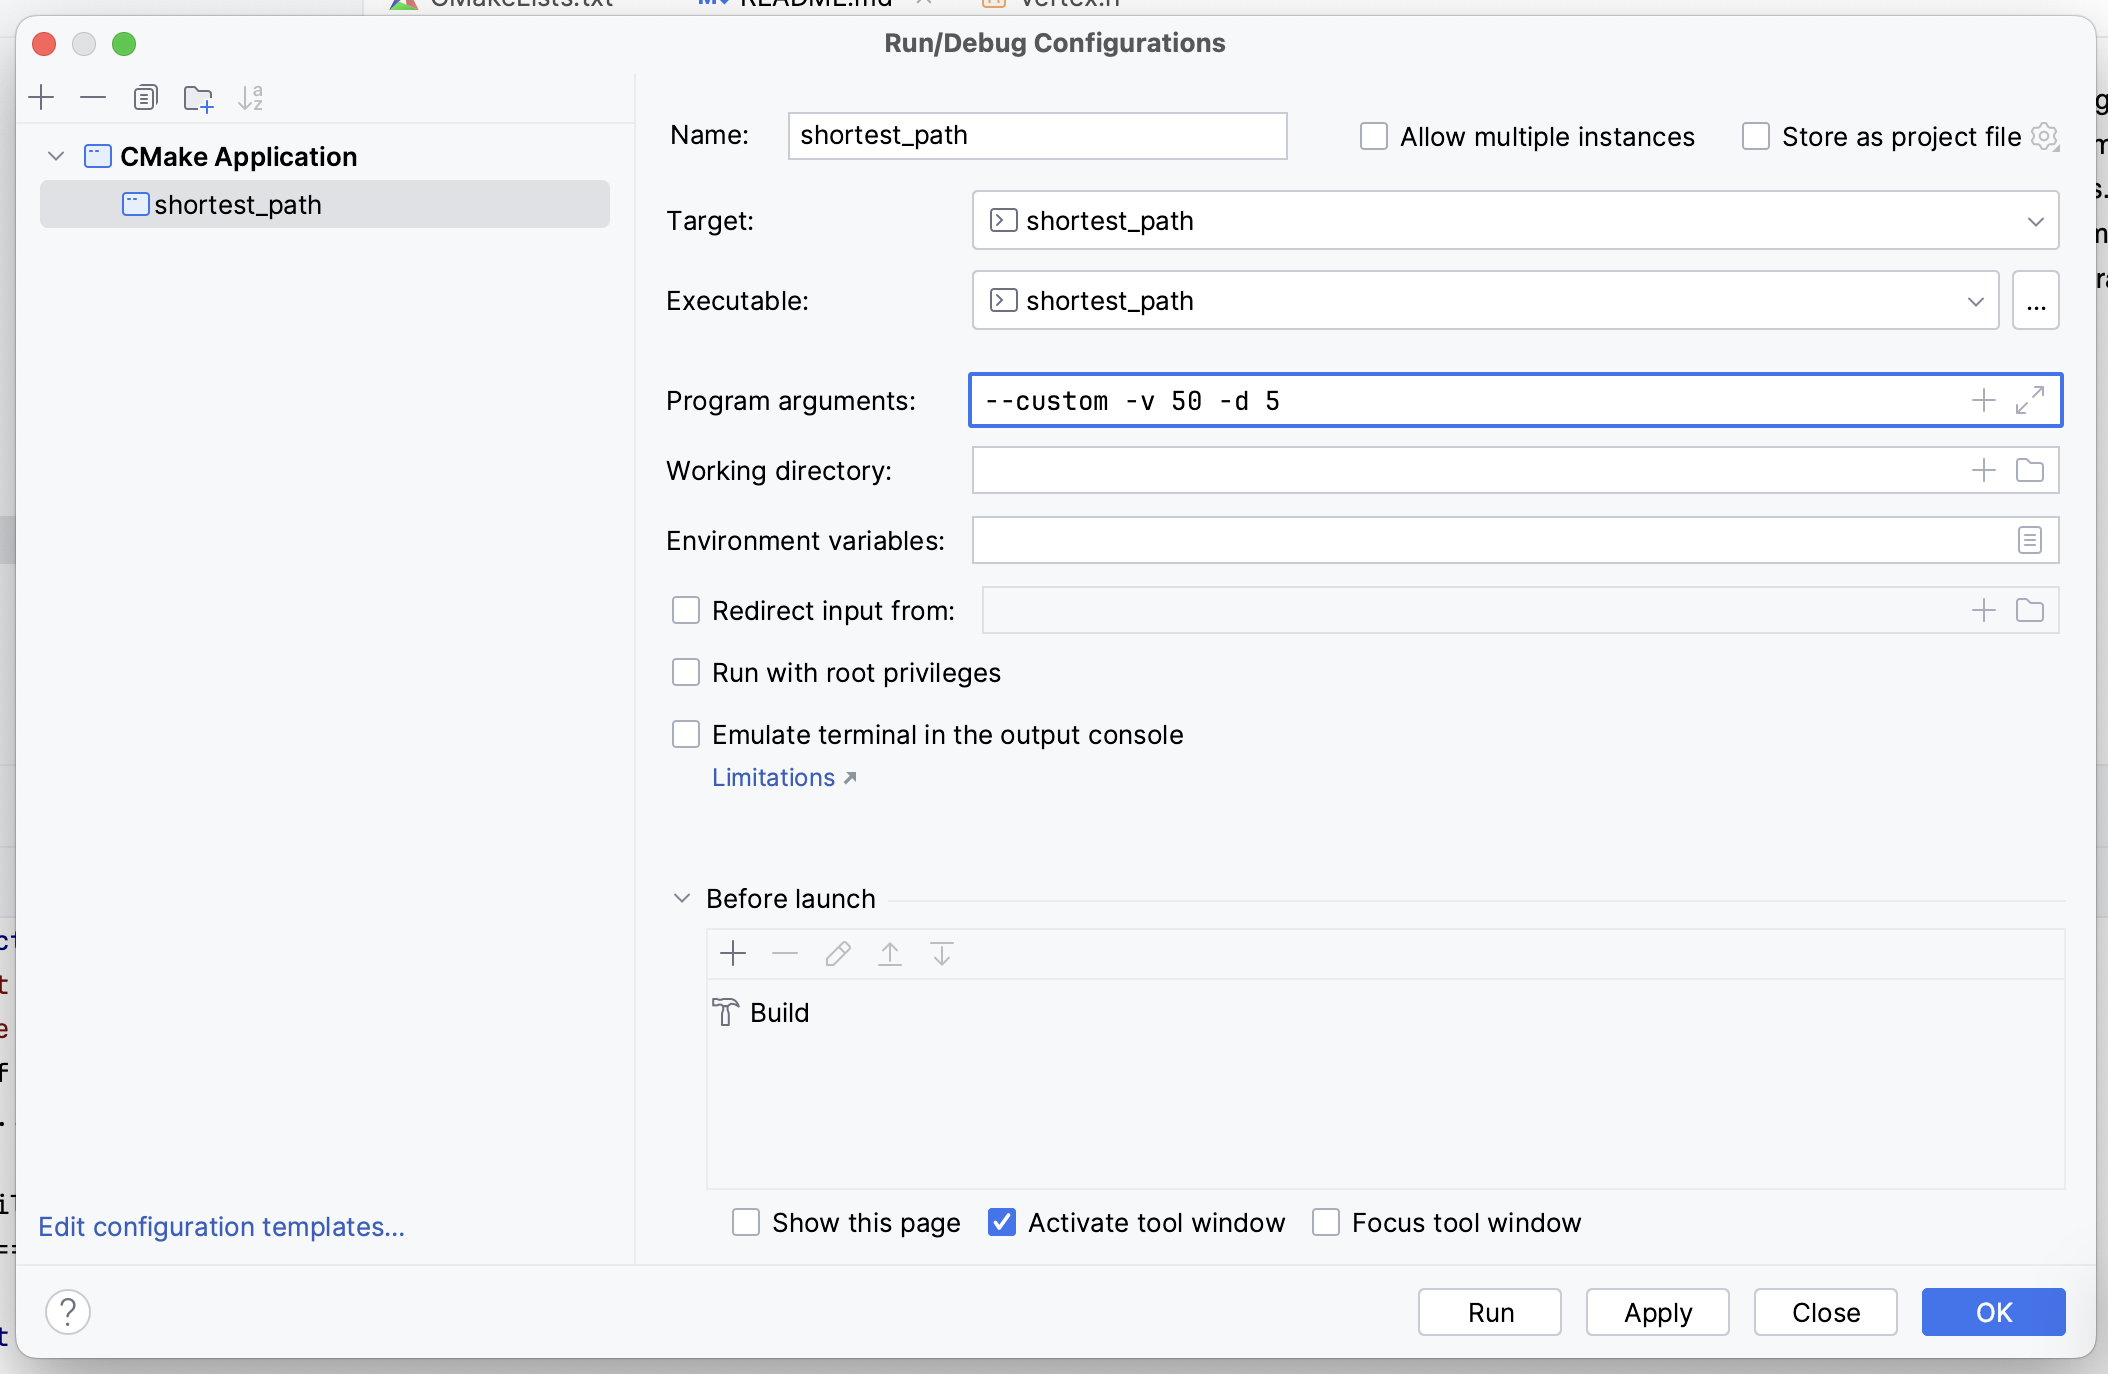 README.md
Run/Debug Configurations
CMake Application
shortest_path
Name: shortest_path
Allow multiple instances
Store as project file
Target: shortest_path
Executable: shortest_path
...
Program arguments: --custom -v 50 -d 5
Working directory:
Environment variables:
Redirect input from:
Run with root privileges
Emulate terminal in the output console
Limitations
Before launch
Build
Show this page
Activate tool window
Focus tool window
Edit configuration templates...
?
Run
Apply
Close
OK